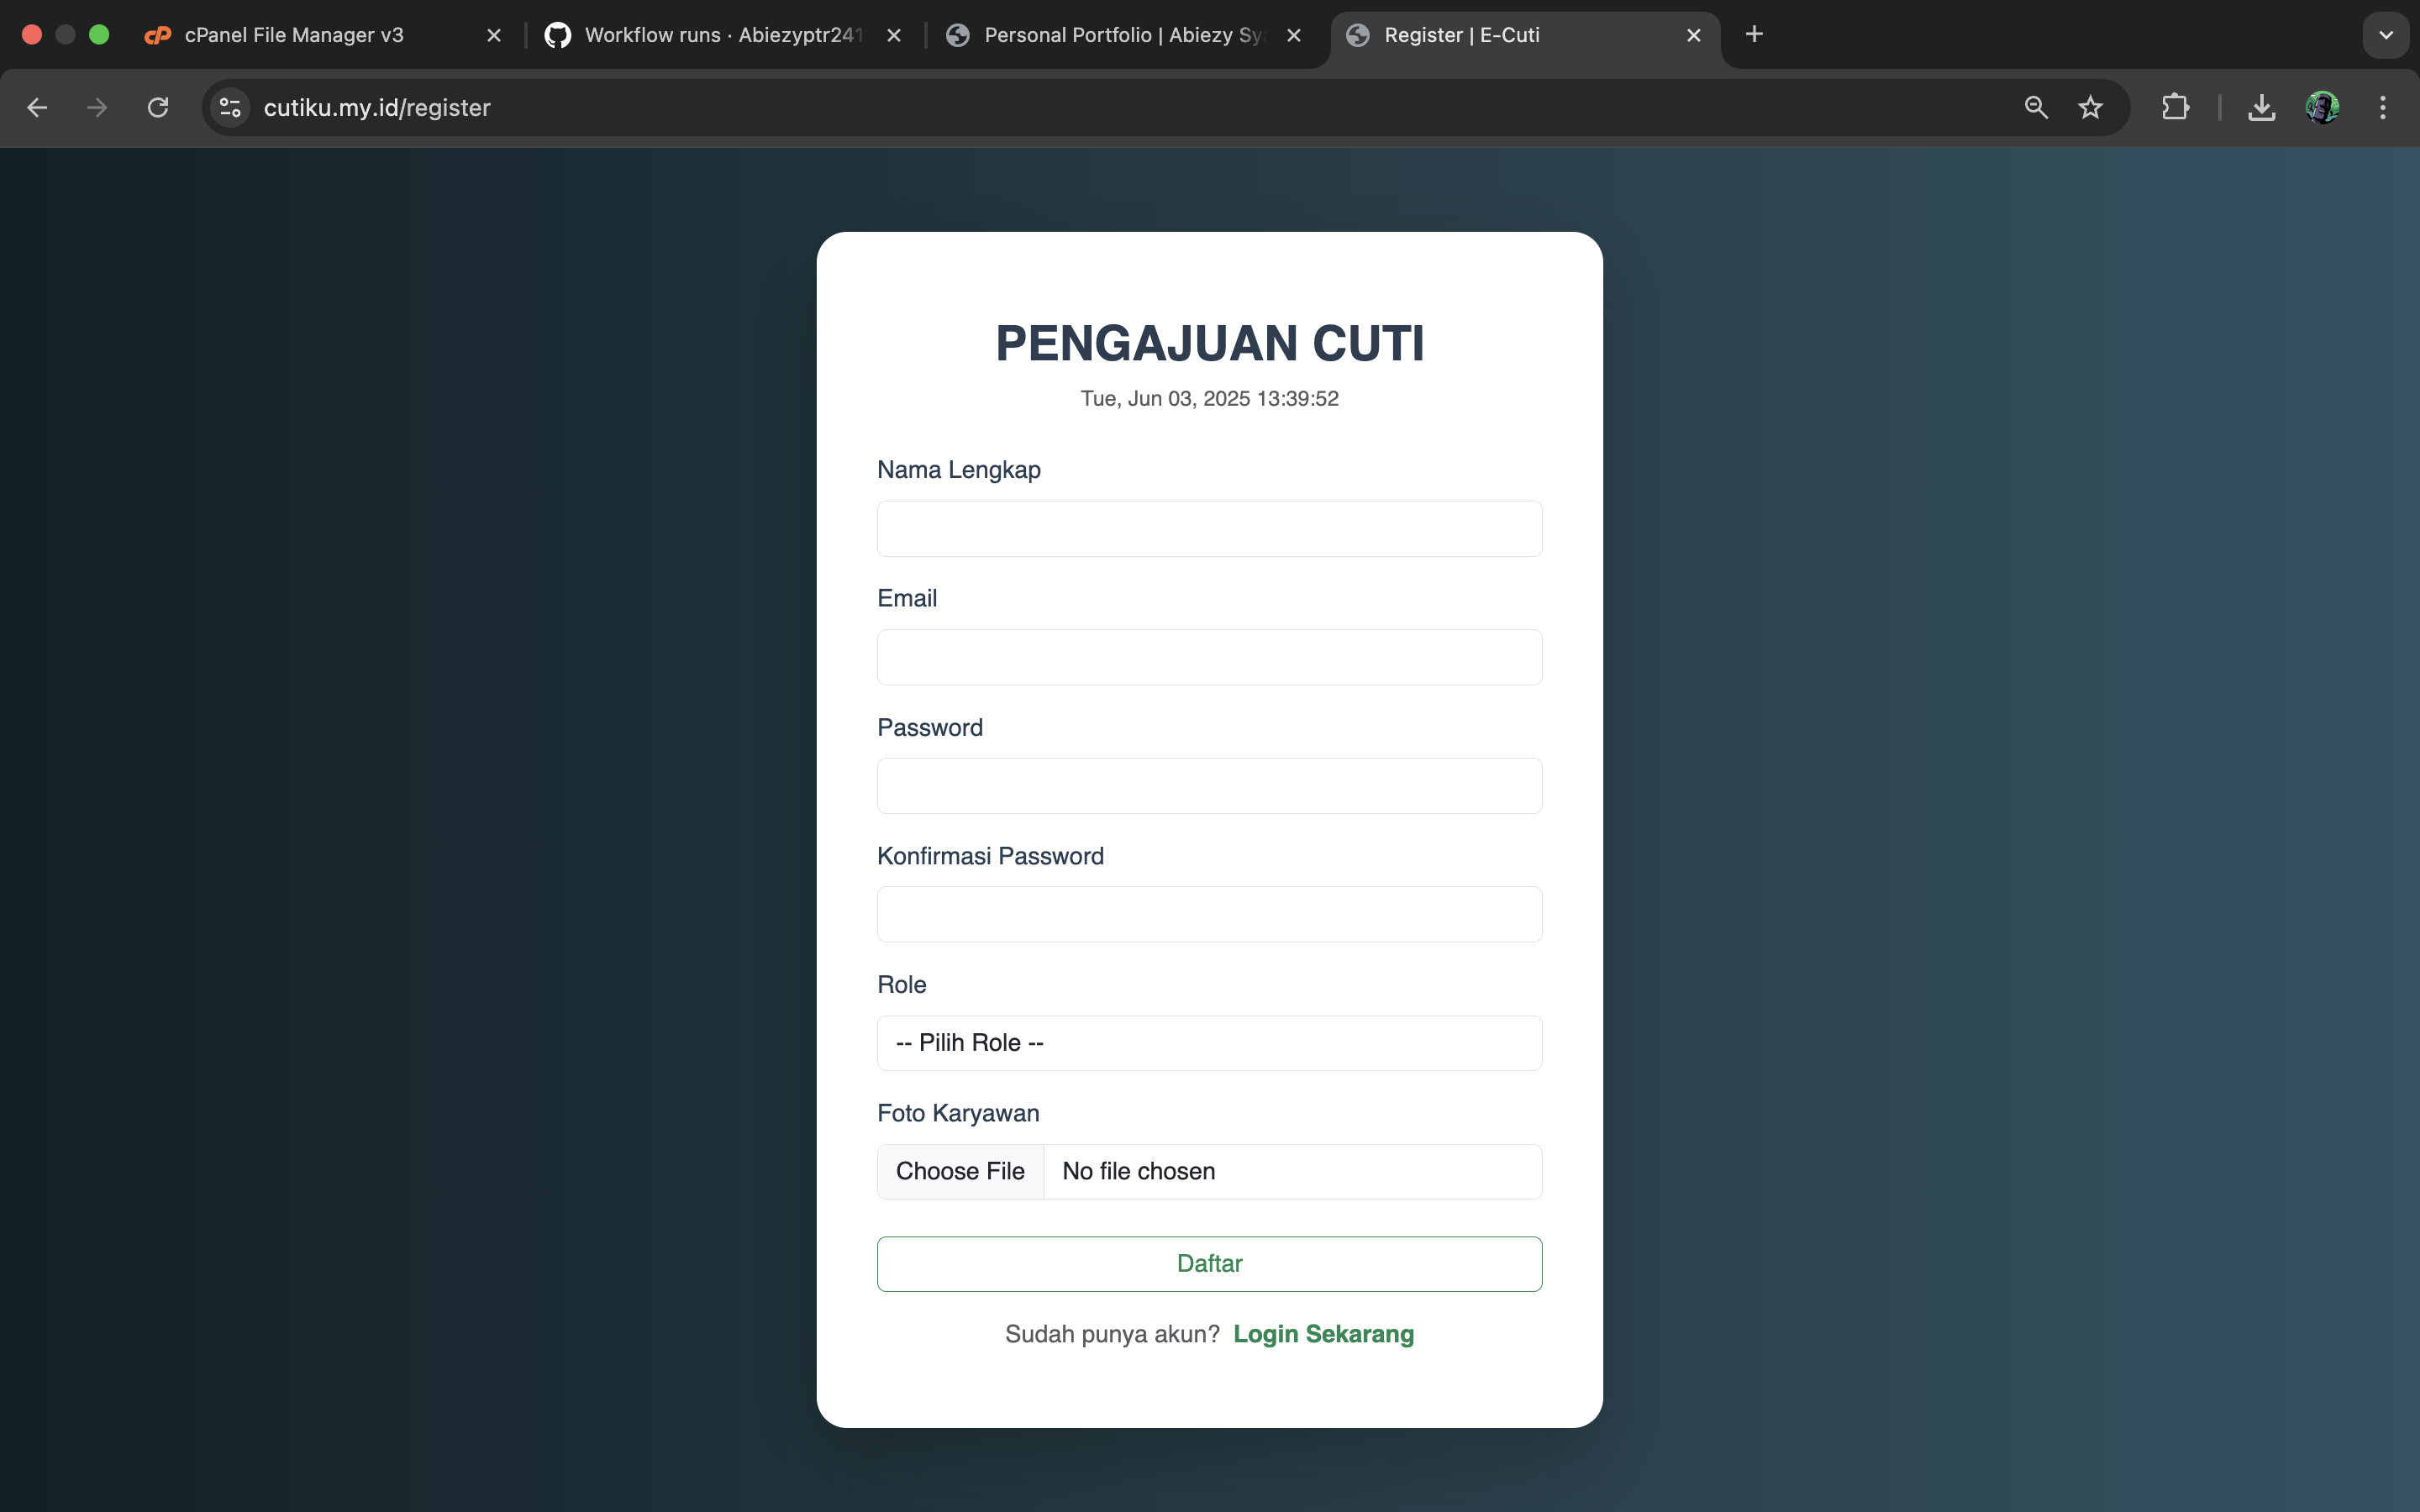 cPanel File Manager v3
Workflow runs · Abiezyptr241
Personal Portfolio | Abiezy Sy
Register | E-Cuti
cutiku.my.id/register
PENGAJUAN CUTI
Tue, Jun 03, 2025 13:39:52
Nama Lengkap
Email
Password
Konfirmasi Password
Role
-- Pilih Role --
Foto Karyawan
Choose File No file chosen
Daftar
Sudah punya akun? Login Sekarang